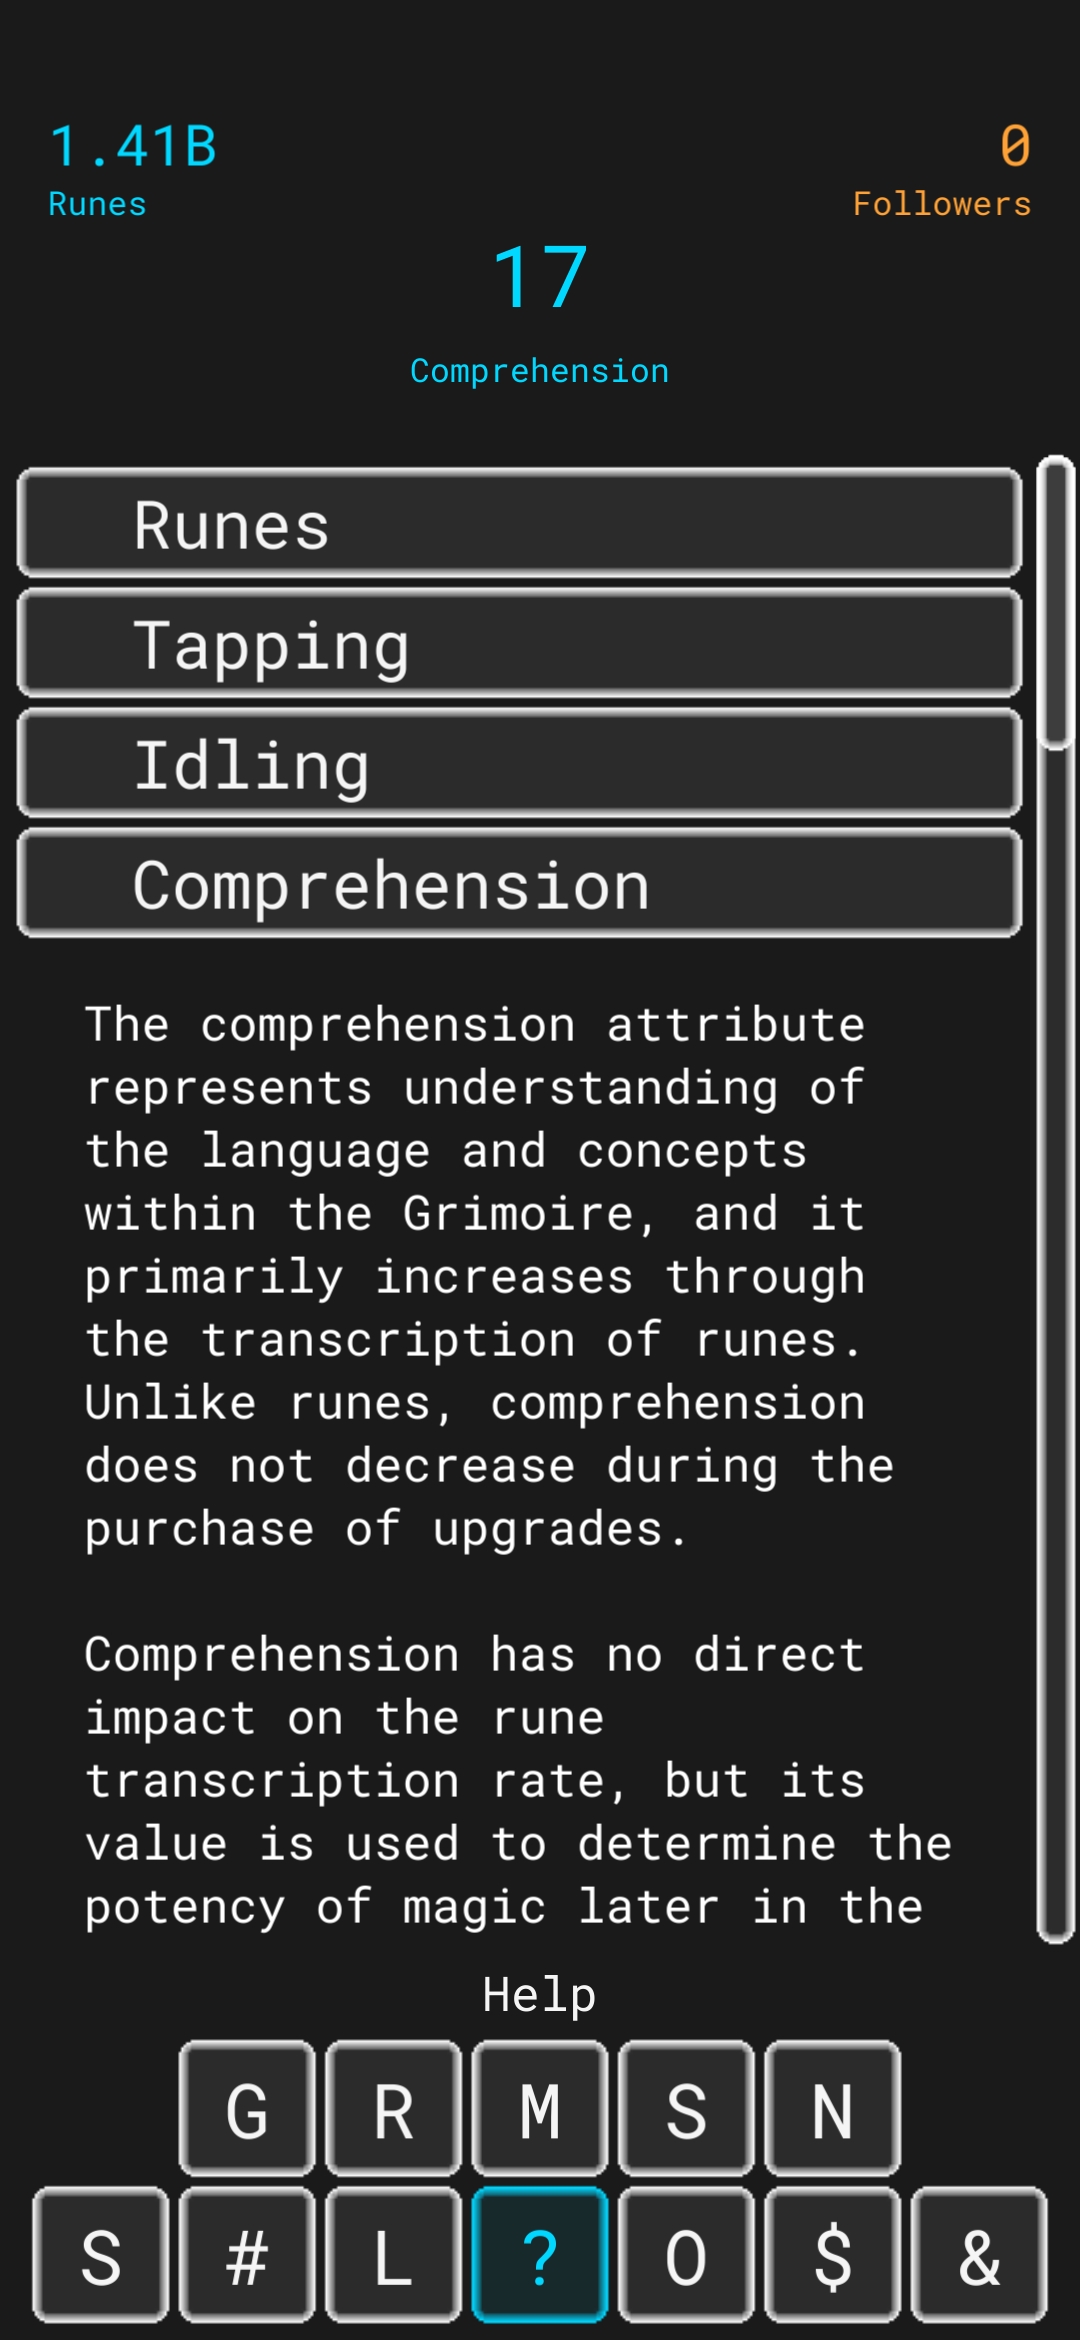 1.41B
0
Runes
Followers
17
Comprehension
Runes
Tapping
Idling
Comprehension
The comprehension attribute
represents understanding of
the language and concepts
within the Grimoire, and it
primarily increases through
the transcription of runes.
Unlike runes, comprehension
does not decrease during the
purchase of upgrades.
Comprehension has no direct
impact on the rune
transcription rate, but its
value is used to determine the
potency of magic later in the
Help
G R M S N
S # L ? O $ &